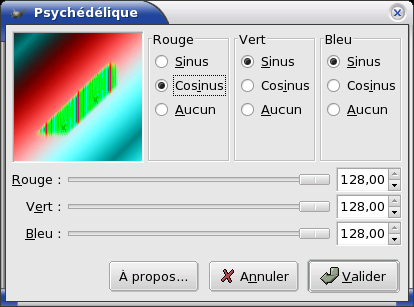 Psychédélique
Rouge Vert Bleu
Sinus Sinus Sinus
Cosinus Cosinus Cosinus
Aucun Aucun Aucun
Rouge : 128,00
Vert : 128,00
Bleu : 128,00
À propos... Annuler Valider